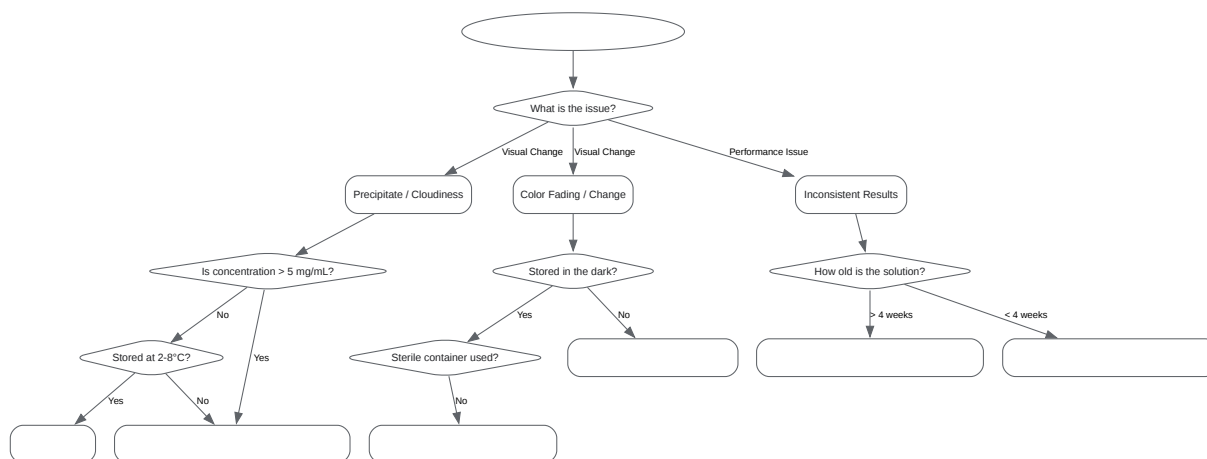 What is the issue?
Visual Change
Visual Change
Performance Issue
Precipitate / Cloudiness
Color Fading / Change
Inconsistent Results
Is concentration > 5 mg/mL?
Stored in the dark?
How old is the solution?
No
Yes
No
> 4 weeks
< 4 weeks
Stored at 2-8°C?
Yes
Sterile container used?
Yes
No
No